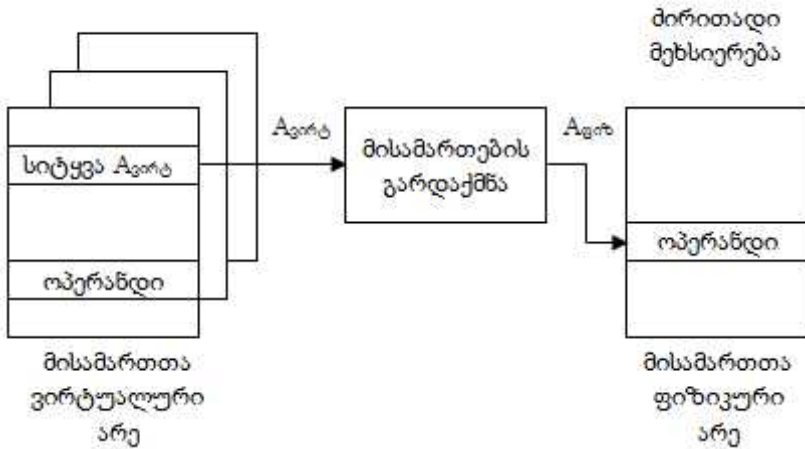 ძირითადი
მეხსიერება
Aვირტ
Aფიზ
სიტყვა Aვირტ
მისამართების
გარდაქმნა
ოპერანდი
ოპერანდი
მისამართთა
ვირტუალური
არე
მისამართთა
ფიზიკური
არე